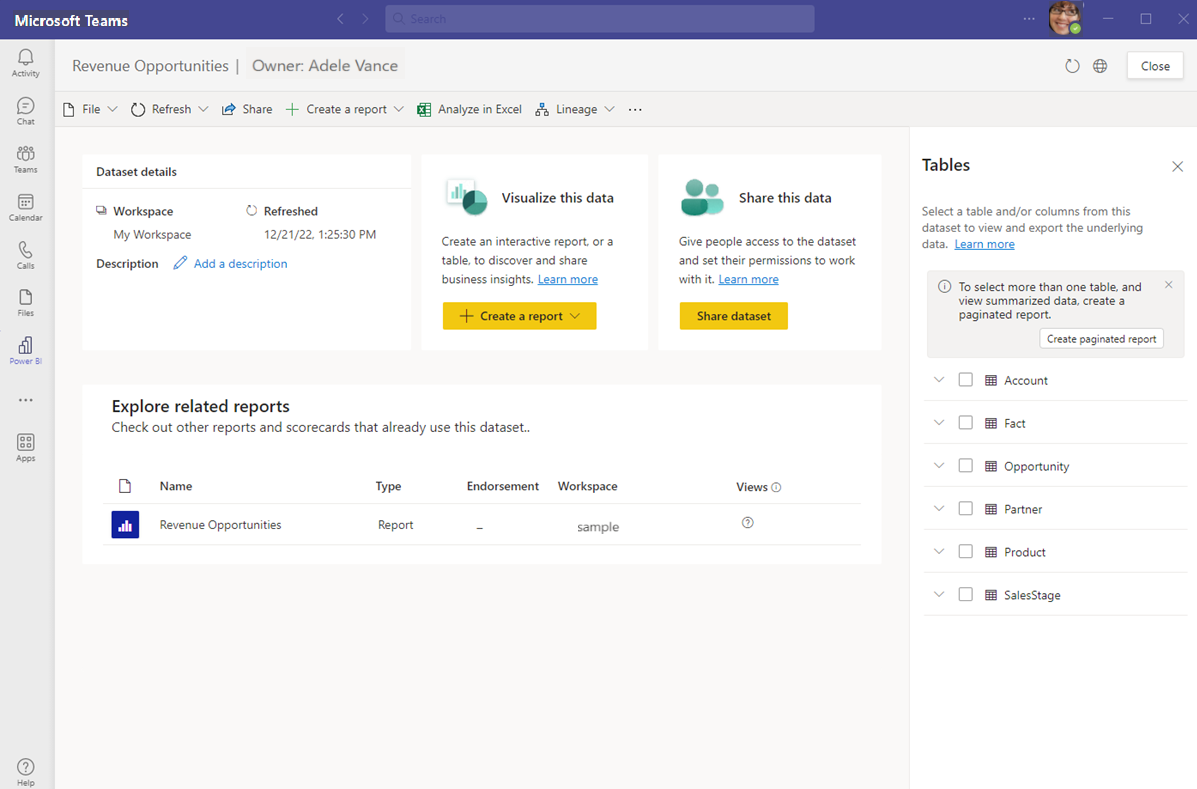 Microsoft Teams
Search
Activity
Chat
Teams
Calendar
Calls
Files
Power BI
Apps
Help
Revenue Opportunities | Owner: Adele Vance
Close
File Refresh Share Create a report Analyze in Excel Lineage
Dataset details
Workspace Refreshed
My Workspace 12/21/22, 1:25:30 PM
Description Add a description
Visualize this data
Create an interactive report, or a
table, to discover and share
business insights. Learn more
Create a report
Share this data
Give people access to the dataset
and set their permissions to work
with it. Learn more
Share dataset
Explore related reports
Check out other reports and scorecards that already use this dataset..
Name Type Endorsement Workspace Views
Revenue Opportunities Report – sample
Tables
Select a table and/or columns from this
dataset to view and export the underlying
data. Learn more
To select more than one table, and
view summarized data, create a
paginated report.
Create paginated report
Account
Fact
Opportunity
Partner
Product
SalesStage